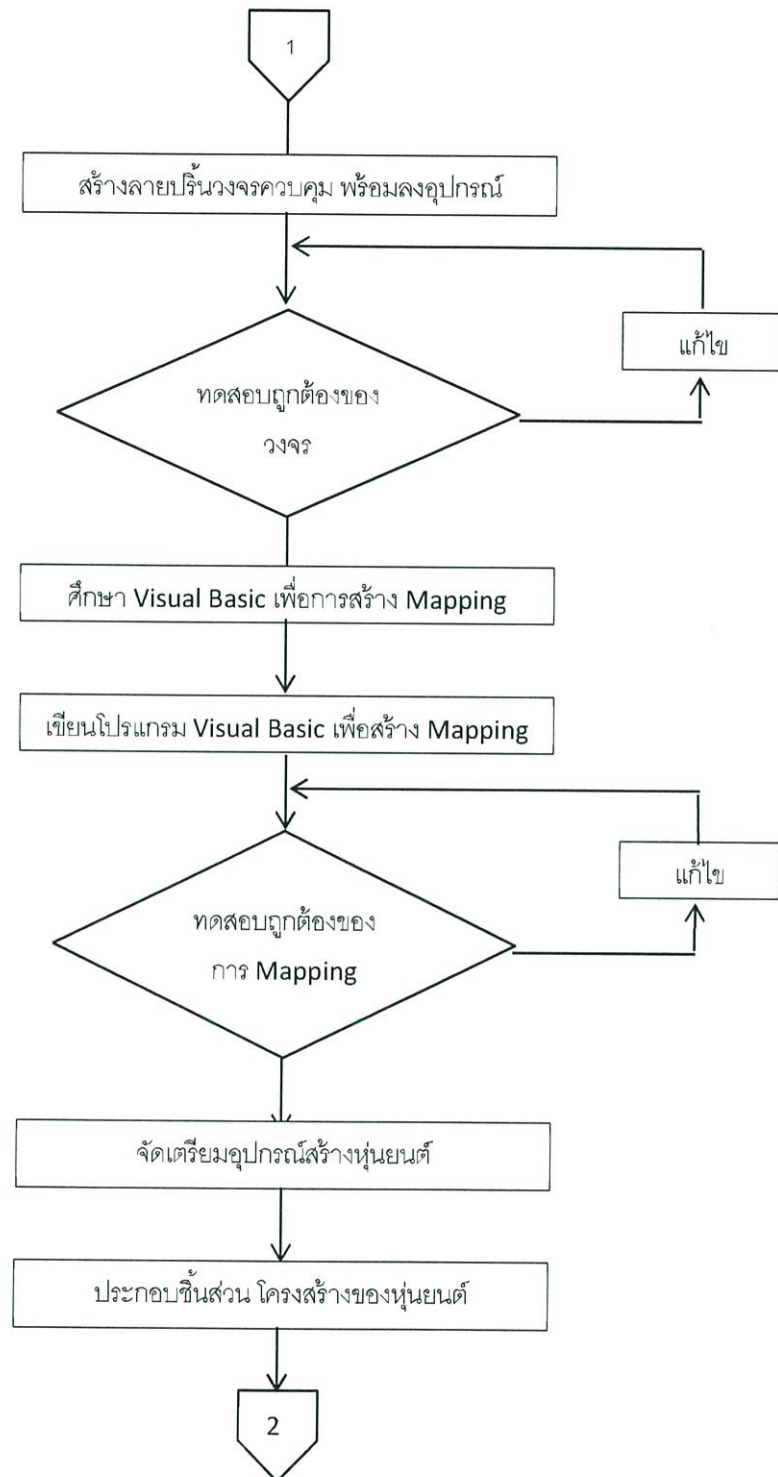 1
สร้างลายปริ้นวงจรควบคุม พร้อมลงอุปกรณ์
แก้ไข
ทดสอบถูกต้องของ
วงจร
ศึกษา Visual Basic เพื่อการสร้าง Mapping
เขียนโปรแกรม Visual Basic เพื่อสร้าง Mapping
แก้ไข
ทดสอบถูกต้องของ
การ Mapping
จัดเตรียมอุปกรณ์สร้างหุ่นยนต์
ประกอบชิ้นส่วน โครงสร้างของหุ่นยนต์
2